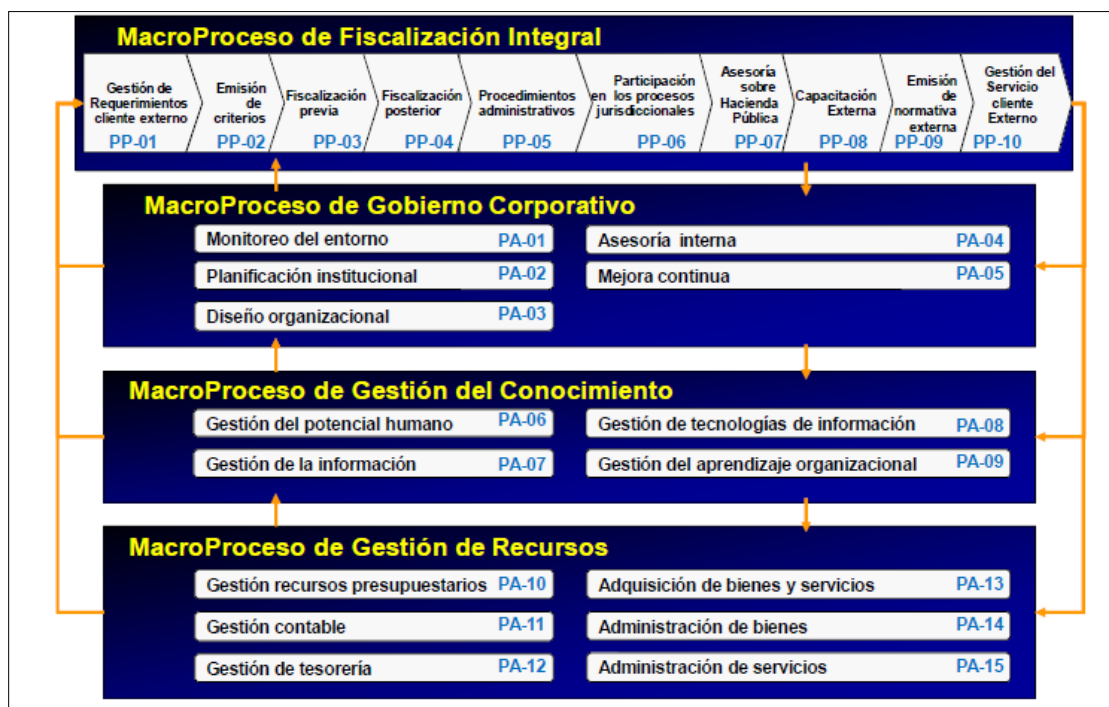 MacroProceso de Fiscalización Integral
Gestión de
Requerimientos
cliente externo
PP-01
Emisión
de
criterios
PP-02
Fiscalización
previa
PP-03
Fiscalización
posterior
PP-04
Procedimientos
administrativos
PP-05
Participación
en los procesos
jurisdiccionales
PP-06
Asesoría
sobre
Hacienda
Pública
PP-07
Capacitación
Externa
PP-08
Emisión
de
normativa
externa
PP-09
Gestión del
Servicio
cliente
Externo
PP-10
MacroProceso de Gobierno Corporativo
Monitoreo del entorno PA-01
Planificación institucional PA-02
Diseño organizacional PA-03
Asesoría interna PA-04
Mejora continua PA-05
MacroProceso de Gestión del Conocimiento
Gestión del potencial humano PA-06
Gestión de la información PA-07
Gestión de tecnologías de información PA-08
Gestión del aprendizaje organizacional PA-09
MacroProceso de Gestión de Recursos
Gestión recursos presupuestarios PA-10
Gestión contable PA-11
Gestión de tesorería PA-12
Adquisición de bienes y servicios PA-13
Administración de bienes PA-14
Administración de servicios PA-15